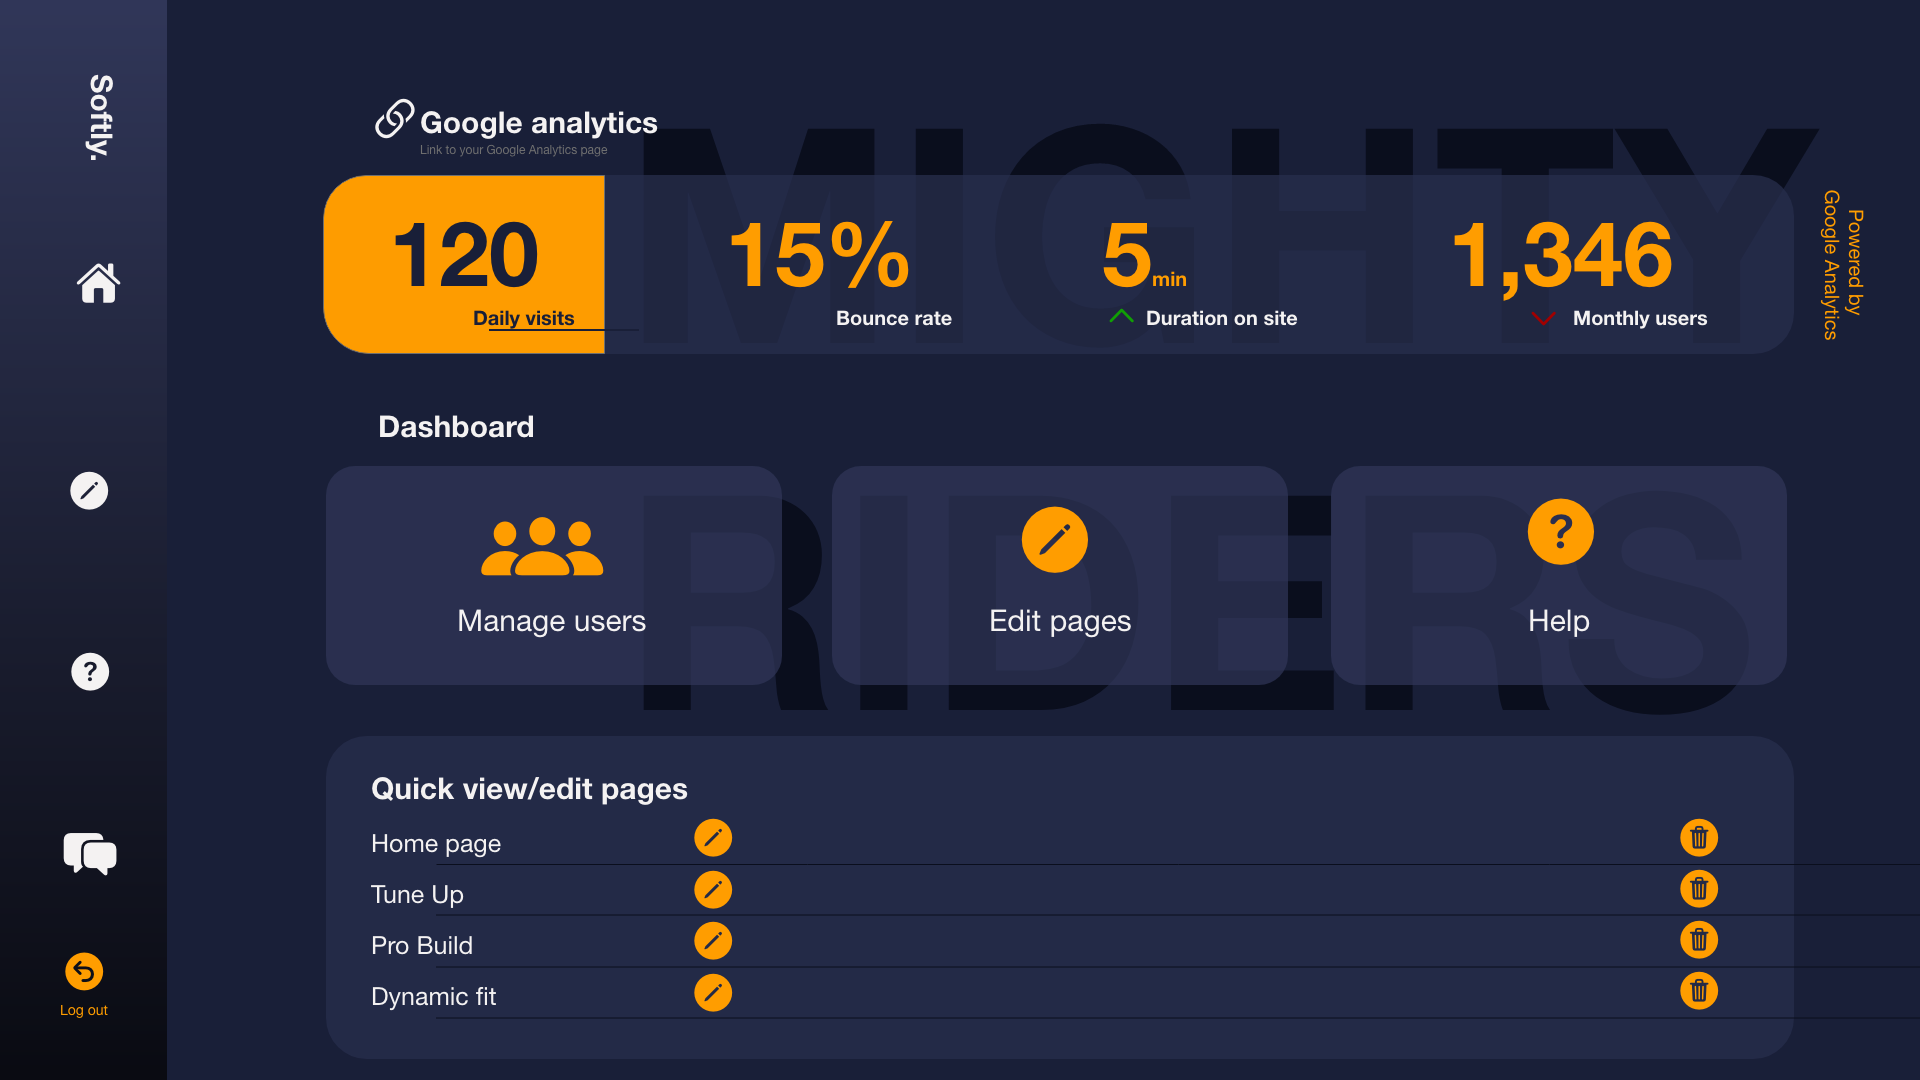 Softly.
Google analytics
Link to your Google Analytics page
MIGHTY
120
Daily visits
15%
Bounce rate
5min
Duration on site
1,346
Monthly users
Powered by
Google Analytics
Dashboard
RIDERS
Manage users
Edit pages
?
Help
?
Quick view/edit pages
Home page
Tune Up
Pro Build
Dynamic fit
Log out